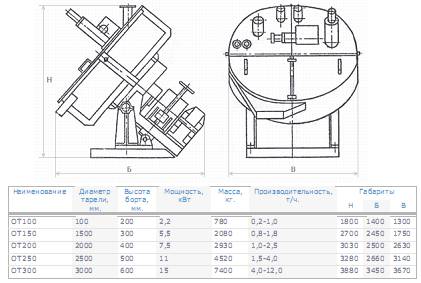 Н
Б
В
Наименование Диаметр тарели, мм. Высота борта, мм. Мощность, кВт Масса, кг. Производительность, т/ч. Габариты
Н Б В
ОТ100 100 200 2,2 780 0,2-1,0 1800 1400 1300
ОТ150 1500 300 5,5 2080 0,8-1,8 2700 2450 1750
ОТ200 2000 400 7,5 2930 1,0-2,5 3030 2500 2630
ОТ250 2500 500 11 4520 1,5-4,0 3280 2660 3140
ОТ300 3000 600 15 7400 4,0-12,0 3880 3450 3670